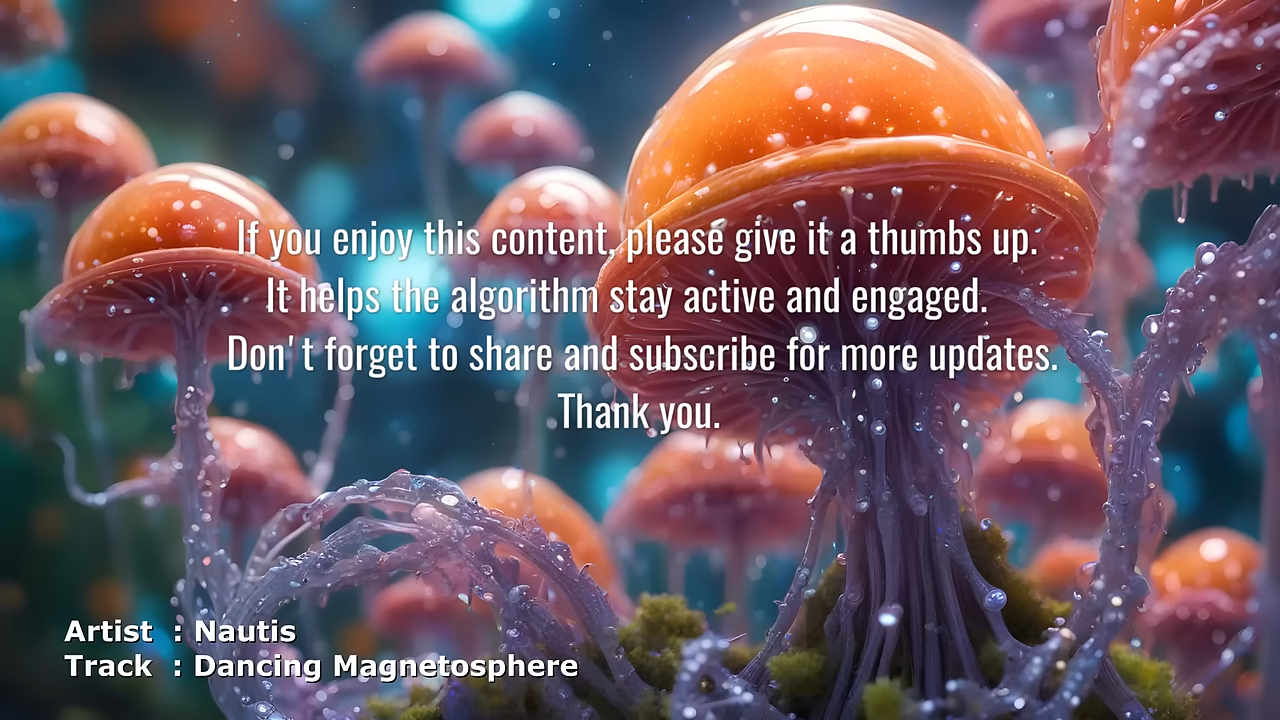 If you enjoy this content, please give it a thumbs up.
It helps the algorithm stay active and engaged.
Don't forget to share and subscribe for more updates.
Thank you.
Artist : Nautis
Track : Dancing Magnetosphere